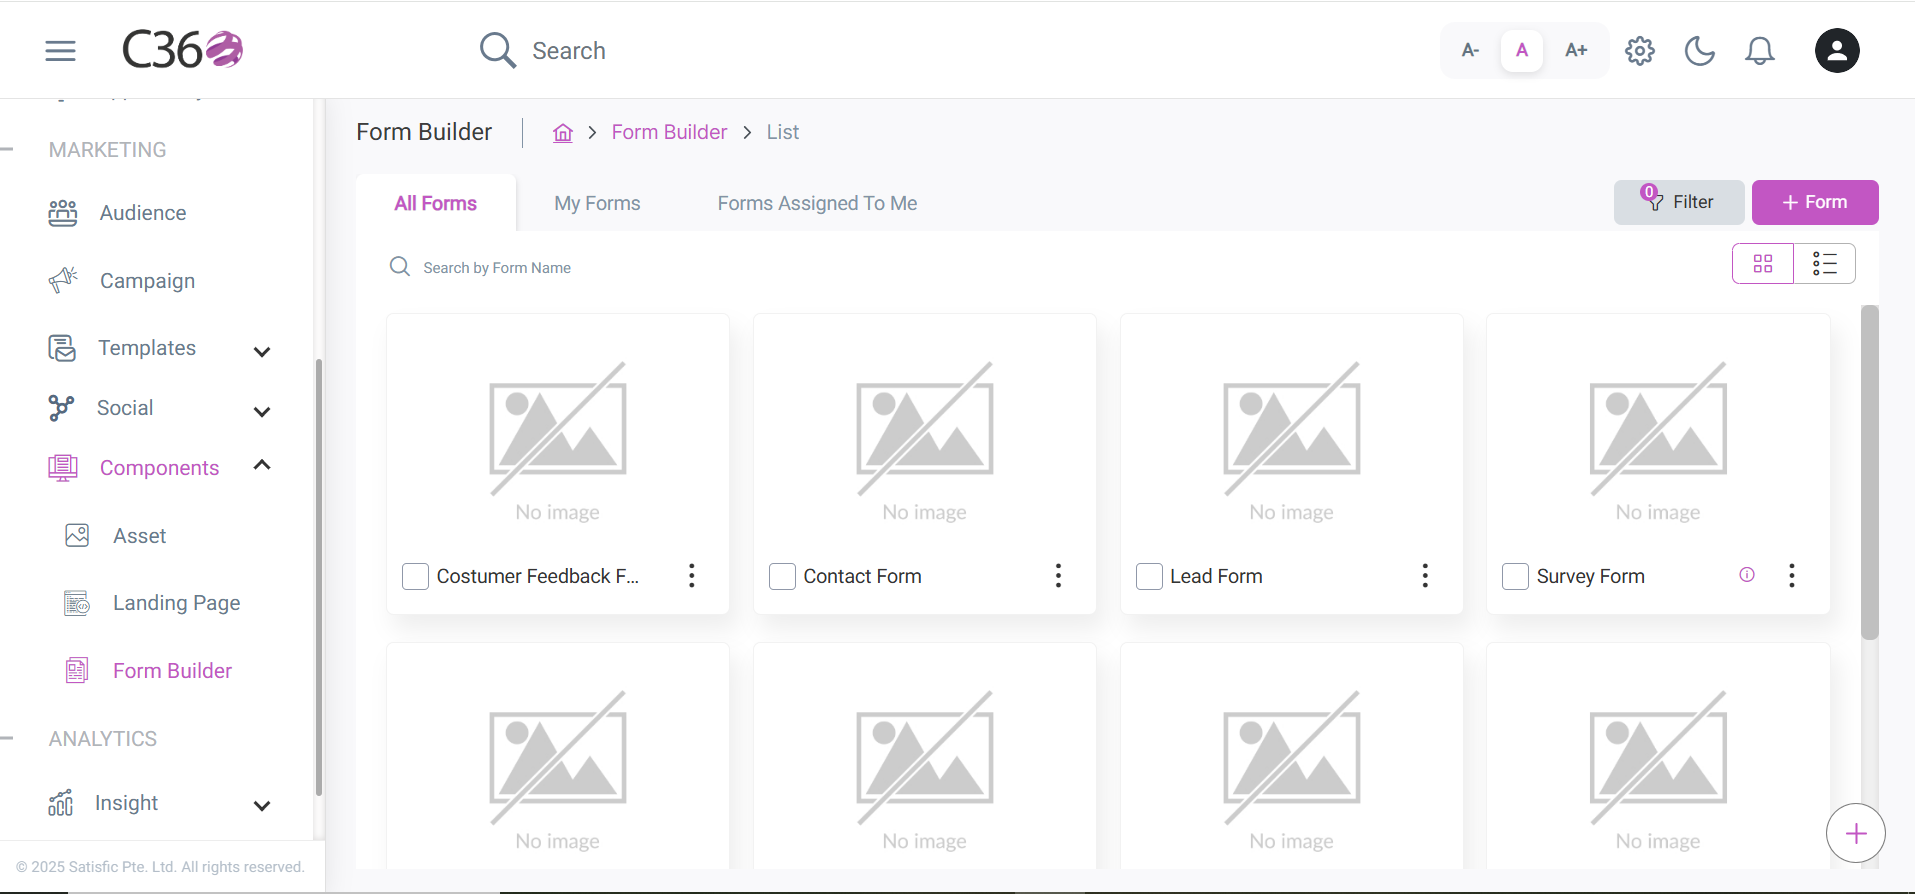 C360
Search
A-
A
A+
MARKETING
Audience
Campaign
Templates
Social
Components
Asset
Landing Page
Form Builder
ANALYTICS
Insight
© 2025 Satisfic Pte. Ltd. All rights reserved.
Form Builder
Form Builder
List
All Forms
My Forms
Forms Assigned To Me
0
Filter
+ Form
Search by Form Name
No image
No image
No image
No image
Costumer Feedback F...
Contact Form
Lead Form
Survey Form
No image
No image
No image
No image